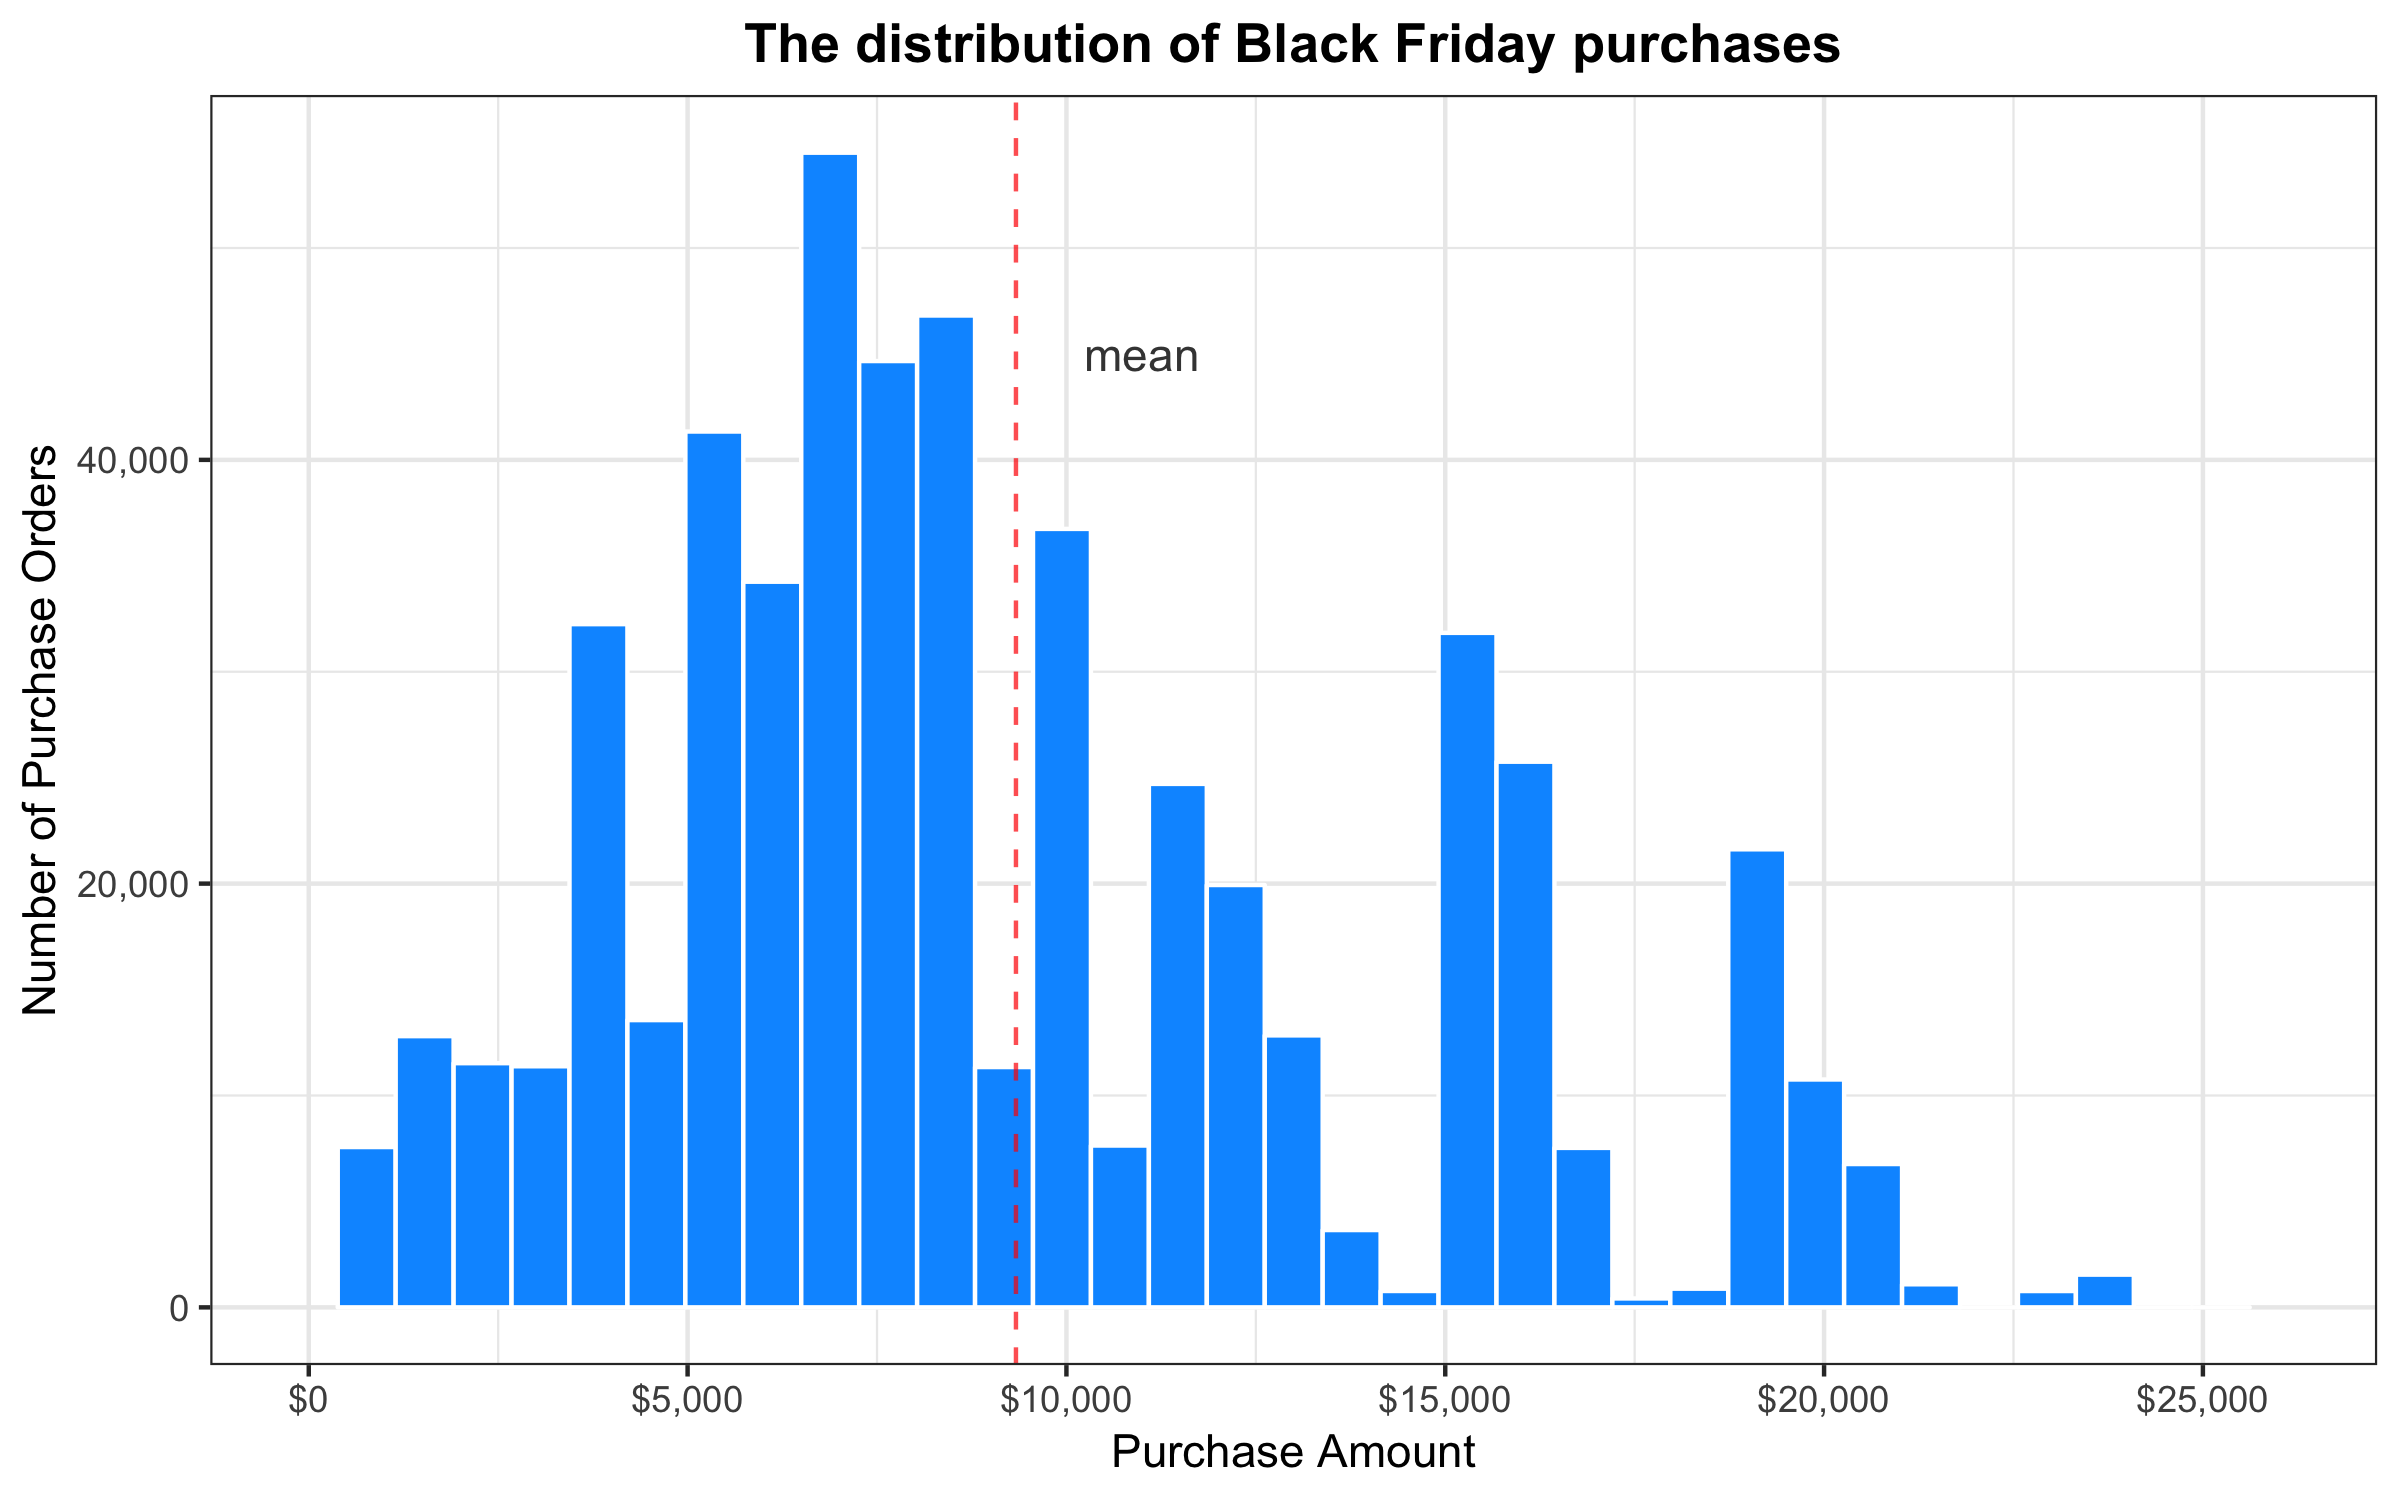 The distribution of Black Friday purchases
mean
Number of Purchase Orders
40,000
20,000
0
$0 $5,000 $10,000 $15,000 $20,000 $25,000
Purchase Amount